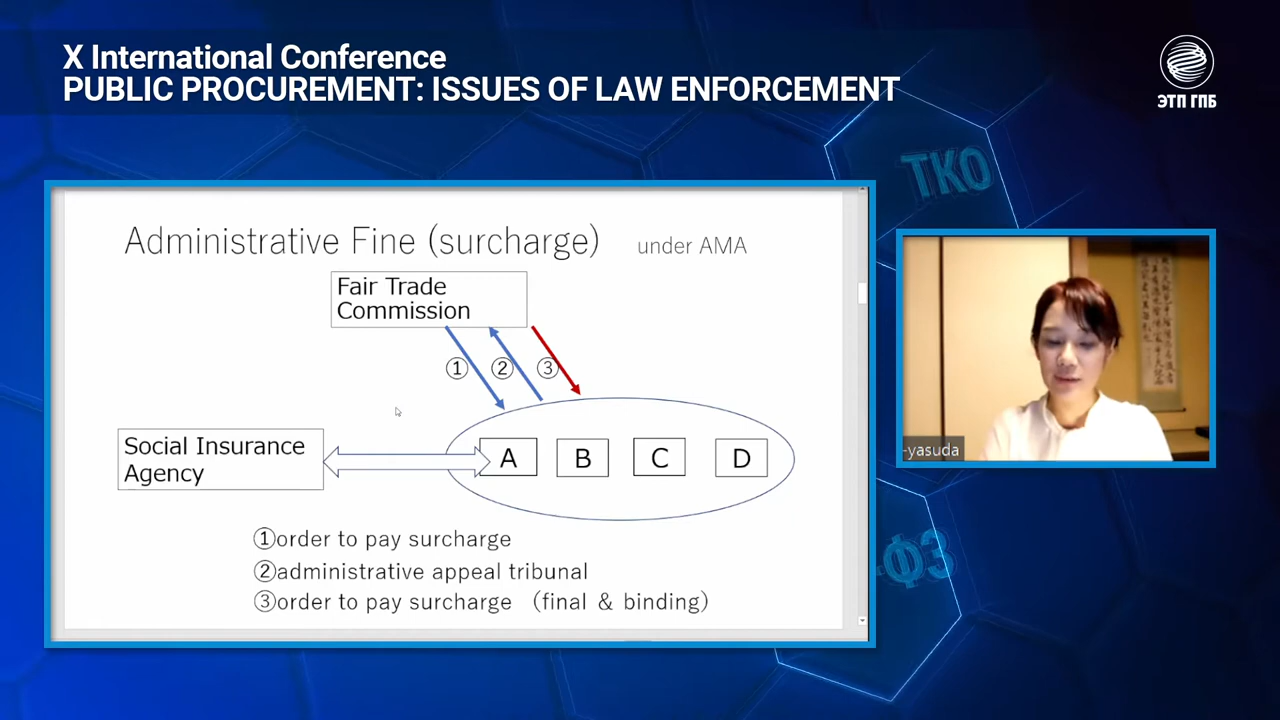 X International Conference
PUBLIC PROCUREMENT: ISSUES OF LAW ENFORCEMENT
ЭТП ГПБ
ТКО
Administrative Fine (surcharge) under AMA
Fair Trade
Commission
① ② ③
Social Insurance
Agency
A B C D
①order to pay surcharge
②administrative appeal tribunal
③order to pay surcharge (final & binding)
-yasuda
-ФЗ